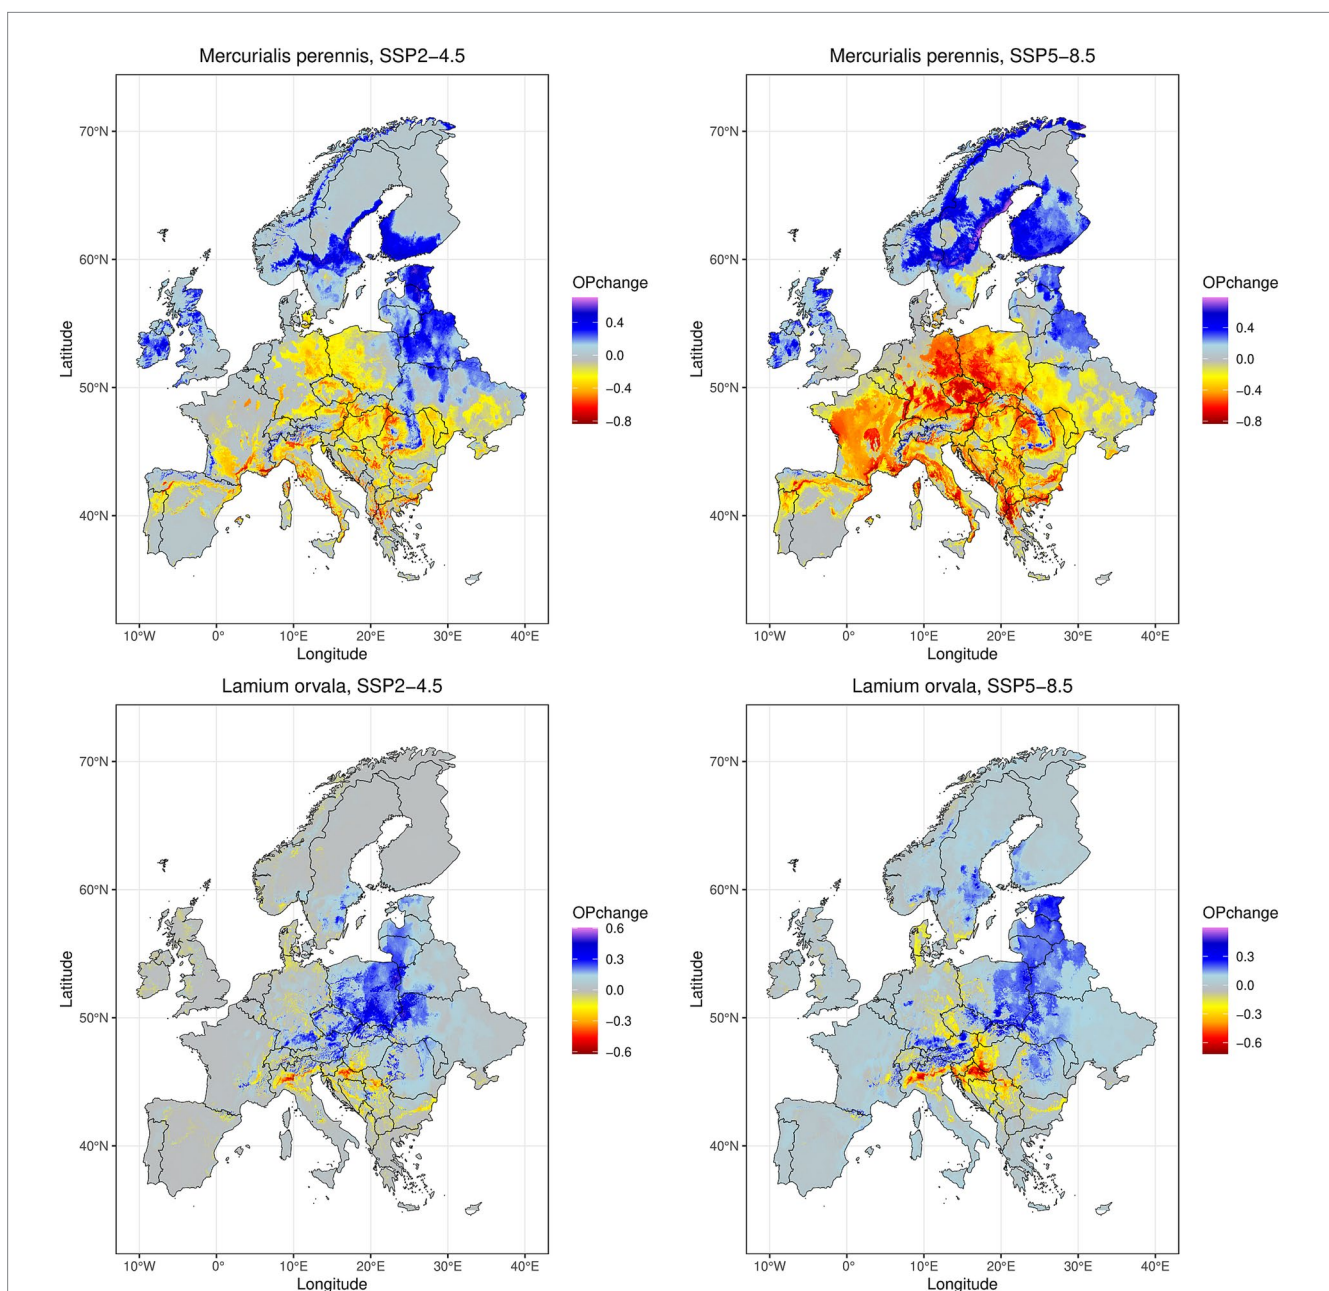 Mercurialis perennis, SSP2−4.5
70°N
60°N
50°N
40°N
10°W 0° 10°E 20°E 30°E 40°E
Longitude
Latitude
OPchange
0.4
0.0
−0.4
−0.8
Mercurialis perennis, SSP5−8.5
70°N
60°N
50°N
40°N
10°W 0° 10°E 20°E 30°E 40°E
Longitude
Latitude
OPchange
0.4
0.0
−0.4
−0.8
Lamium orvala, SSP2−4.5
70°N
60°N
50°N
40°N
10°W 0° 10°E 20°E 30°E 40°E
Longitude
Latitude
OPchange
0.6
0.3
0.0
−0.3
−0.6
Lamium orvala, SSP5−8.5
70°N
60°N
50°N
40°N
10°W 0° 10°E 20°E 30°E 40°E
Longitude
Latitude
OPchange
0.3
0.0
−0.3
−0.6